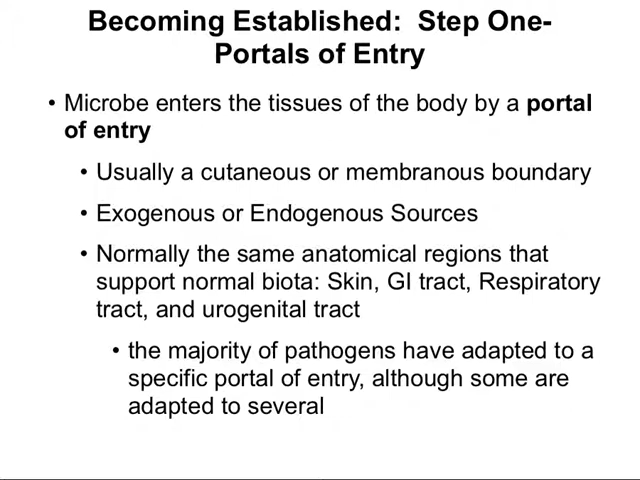 Becoming Established:  Step One-
Portals of Entry
• Microbe enters the tissues of the body by a portal
of entry
• Usually a cutaneous or membranous boundary
• Exogenous or Endogenous Sources
• Normally the same anatomical regions that
support normal biota: Skin, GI tract, Respiratory
tract, and urogenital tract
• the majority of pathogens have adapted to a
specific portal of entry, although some are
adapted to several